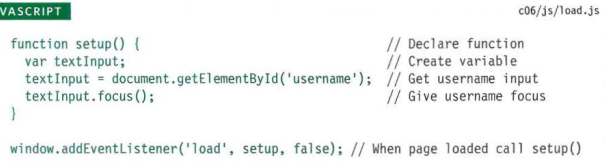 VASCRIPT c06/js/load.js
function setup() { // Declare function
var textInput; // Create variable
textInput = document.getElementById('username'); // Get username input
textInput.focus(); // Give username focus
}
window.addEventListener('load', setup, false); // When page loaded call setup()